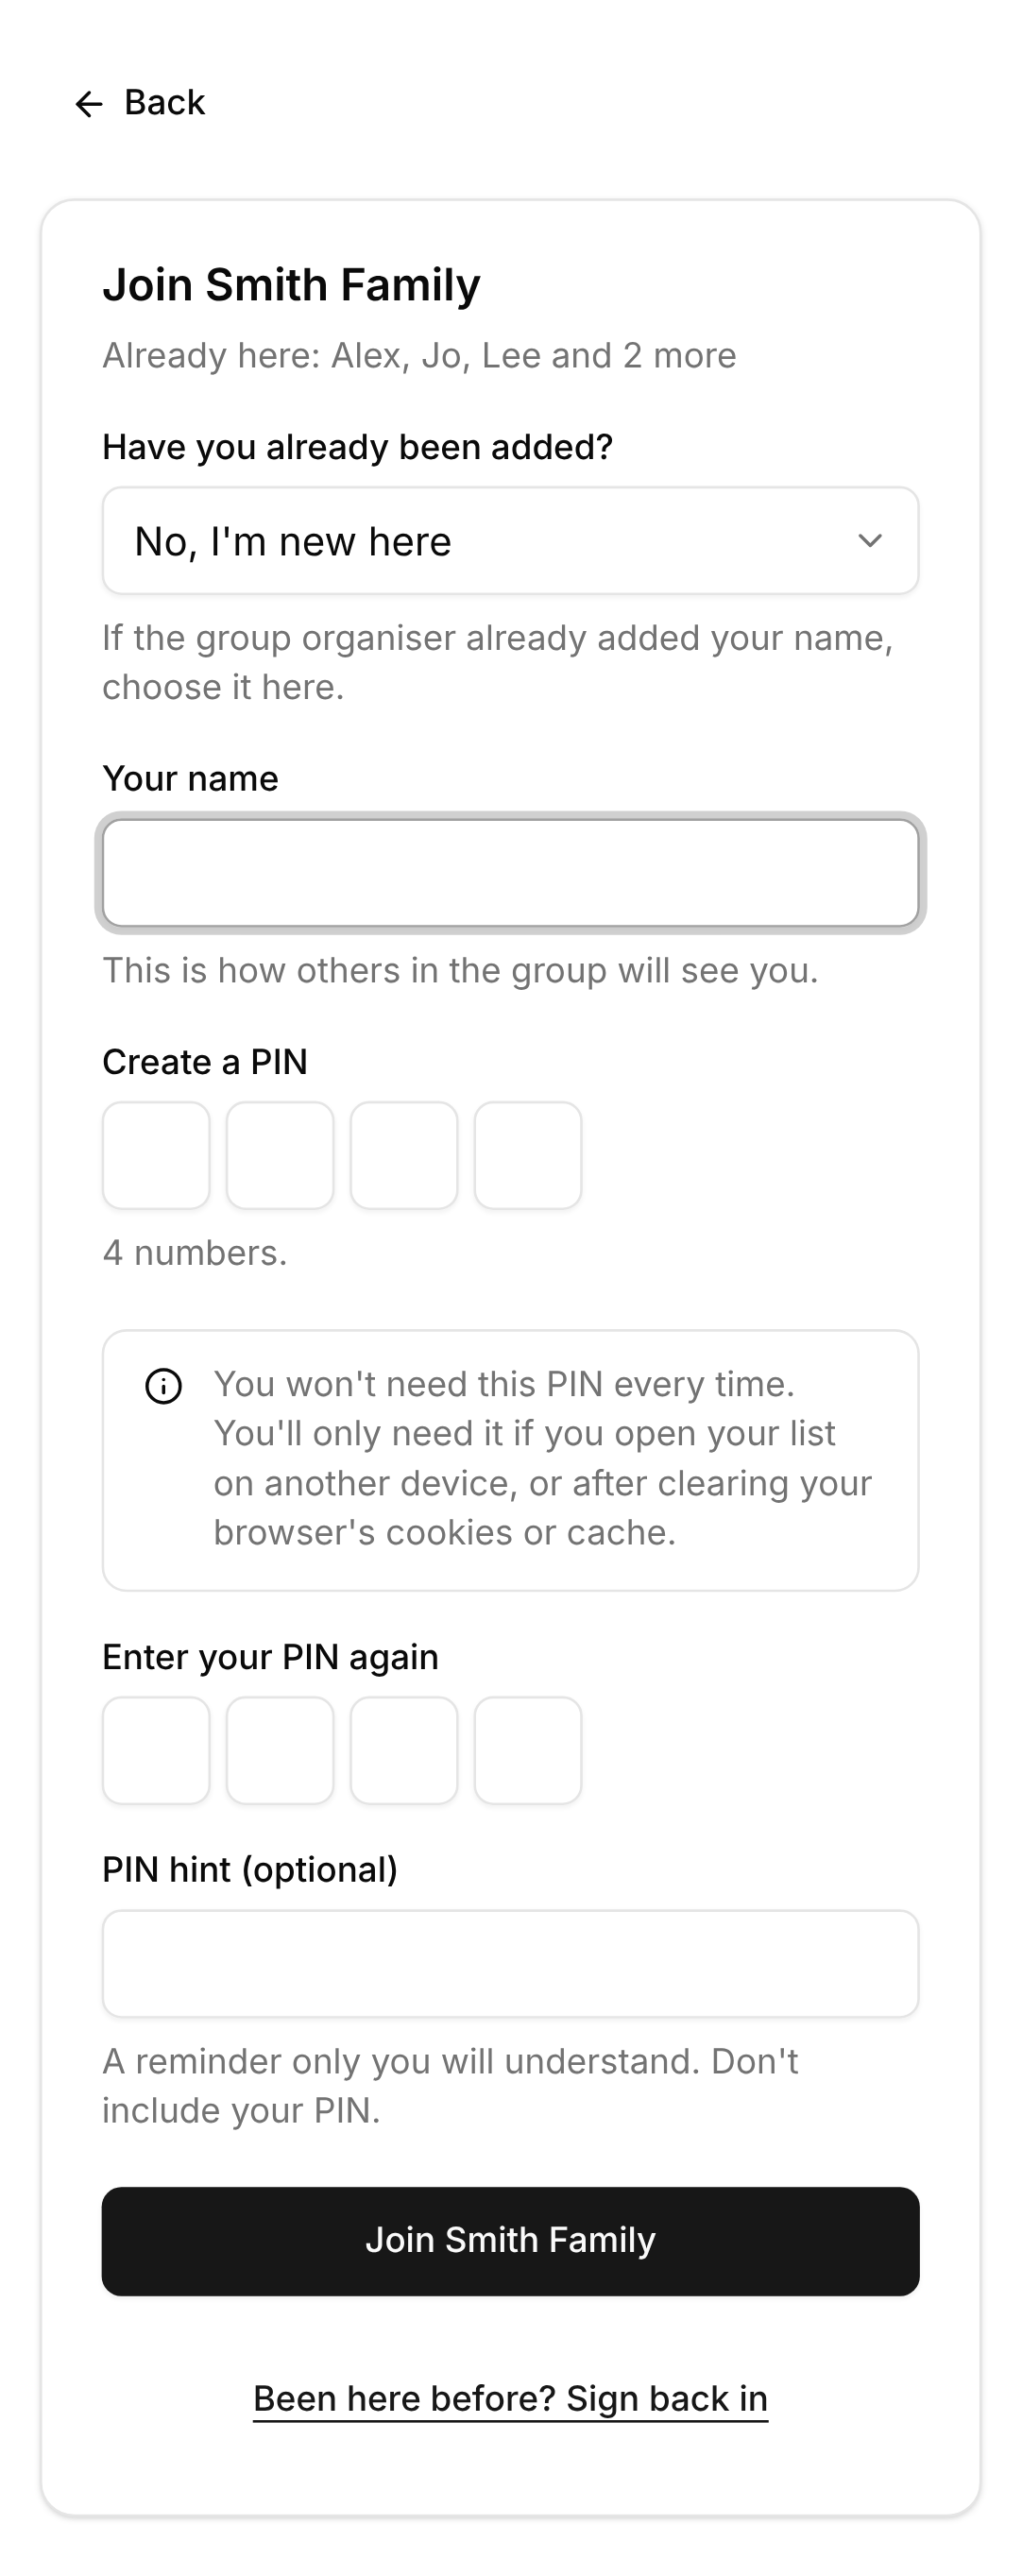 Back
Join Smith Family
Already here: Alex, Jo, Lee and 2 more
Have you already been added?
No, I'm new here
If the group organiser already added your name,
choose it here.
Your name
This is how others in the group will see you.
Create a PIN
4 numbers.
You won't need this PIN every time.
You'll only need it if you open your list
on another device, or after clearing your
browser's cookies or cache.
Enter your PIN again
PIN hint (optional)
A reminder only you will understand. Don't
include your PIN.
Join Smith Family
Been here before? Sign back in